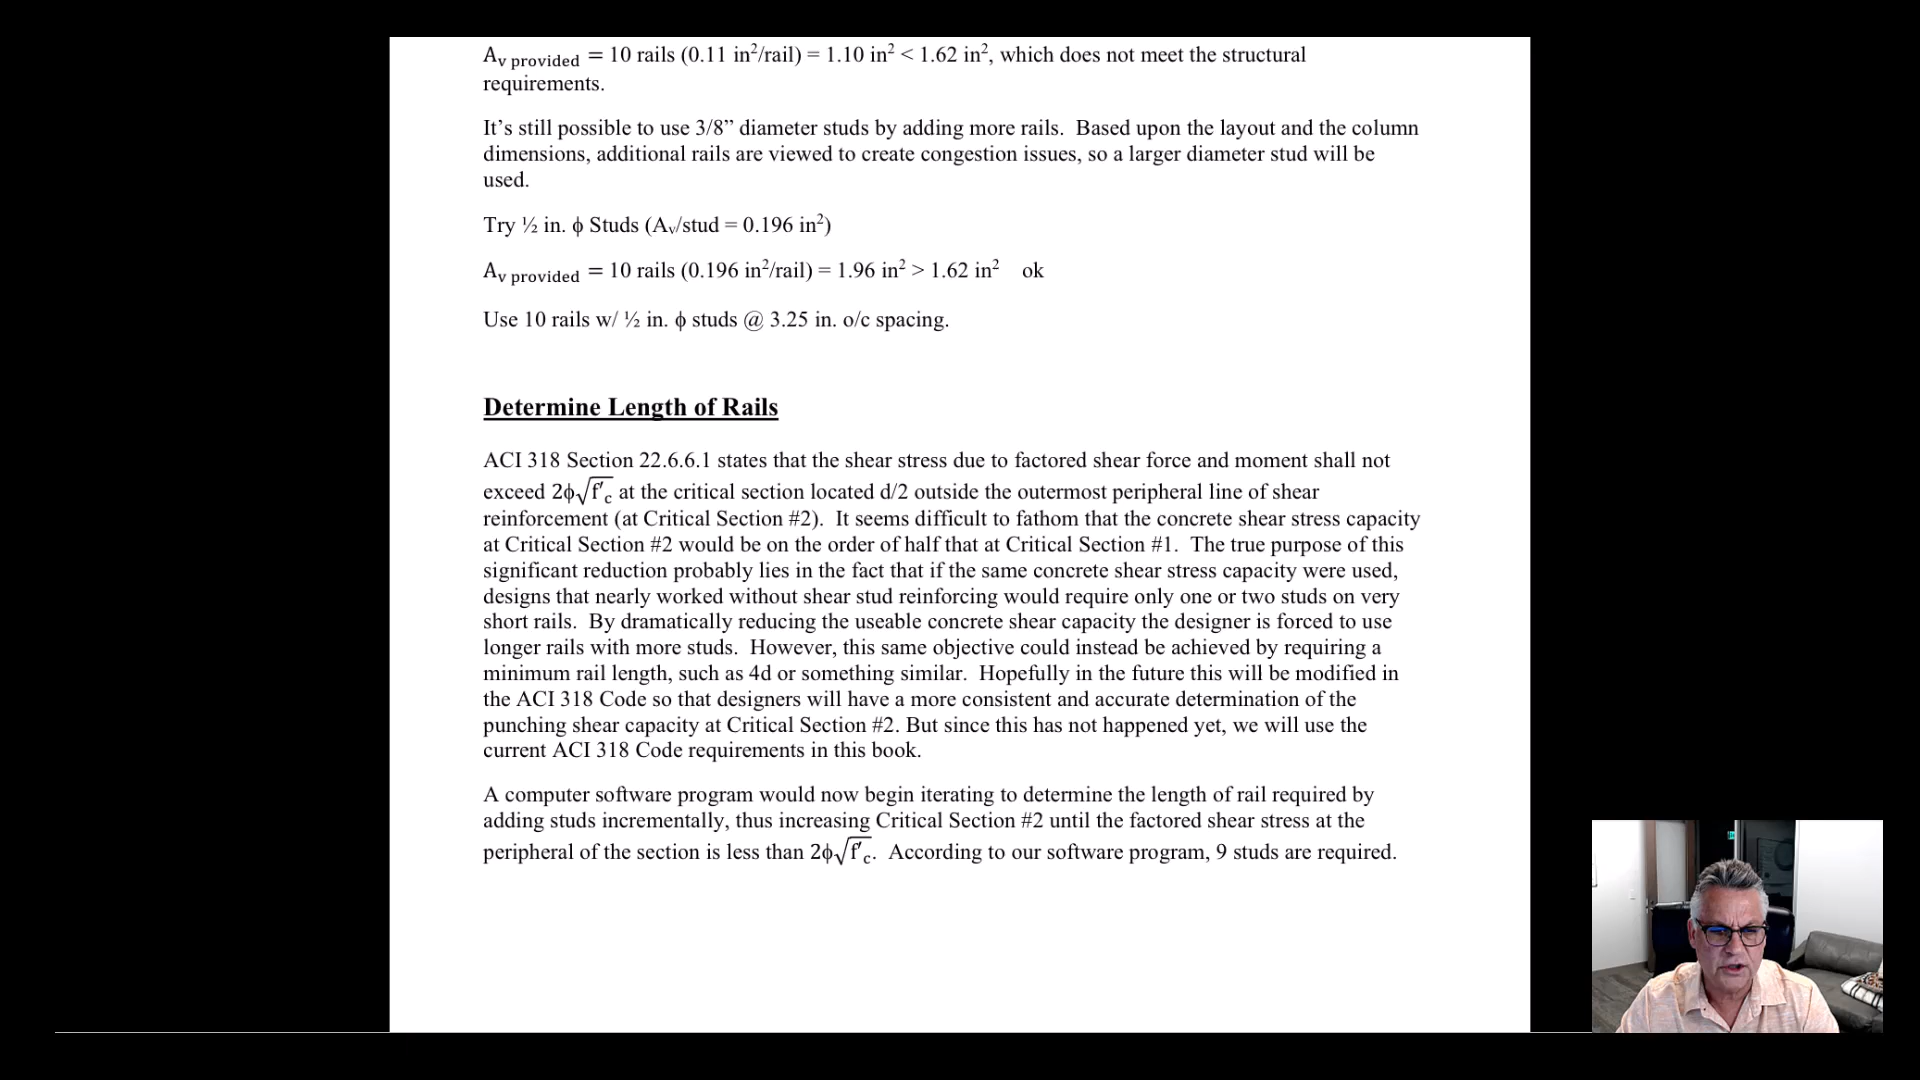 Av provided = 10 rails (0.11 in²/rail) = 1.10 in² < 1.62 in², which does not meet the structural
requirements.
It’s still possible to use 3/8” diameter studs by adding more rails.  Based upon the layout and the column
dimensions, additional rails are viewed to create congestion issues, so a larger diameter stud will be
used.
Try ½ in. ϕ Studs (Av/stud = 0.196 in²)
Av provided = 10 rails (0.196 in²/rail) = 1.96 in² > 1.62 in²    ok
Use 10 rails w/ ½ in. ϕ studs @ 3.25 in. o/c spacing.
Determine Length of Rails
ACI 318 Section 22.6.6.1 states that the shear stress due to factored shear force and moment shall not
exceed 2ϕ√f′c at the critical section located d/2 outside the outermost peripheral line of shear
reinforcement (at Critical Section #2).  It seems difficult to fathom that the concrete shear stress capacity
at Critical Section #2 would be on the order of half that at Critical Section #1.  The true purpose of this
significant reduction probably lies in the fact that if the same concrete shear stress capacity were used,
designs that nearly worked without shear stud reinforcing would require only one or two studs on very
short rails.  By dramatically reducing the useable concrete shear capacity the designer is forced to use
longer rails with more studs.  However, this same objective could instead be achieved by requiring a
minimum rail length, such as 4d or something similar.  Hopefully in the future this will be modified in
the ACI 318 Code so that designers will have a more consistent and accurate determination of the
punching shear capacity at Critical Section #2. But since this has not happened yet, we will use the
current ACI 318 Code requirements in this book.
A computer software program would now begin iterating to determine the length of rail required by
adding studs incrementally, thus increasing Critical Section #2 until the factored shear stress at the
peripheral of the section is less than 2ϕ√f′c.  According to our software program, 9 studs are required.